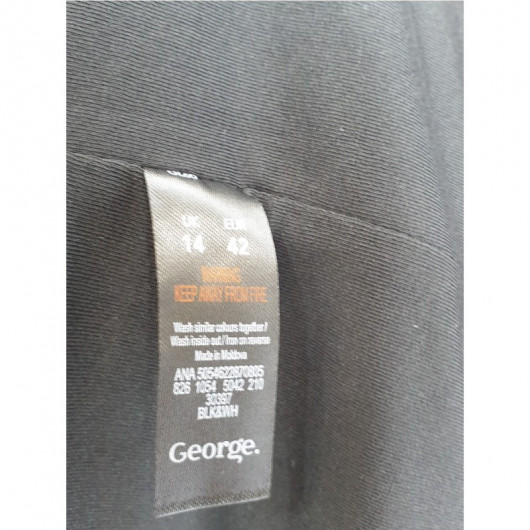 UK EUR
14 42
WARNING
KEEP AWAY FROM FIRE
Wash similar colours together /
Wash inside out / Iron on reverse
Made in Moldova
ANA 5054622870805
826 1054 5042 210
30397
BLK&WH
George.